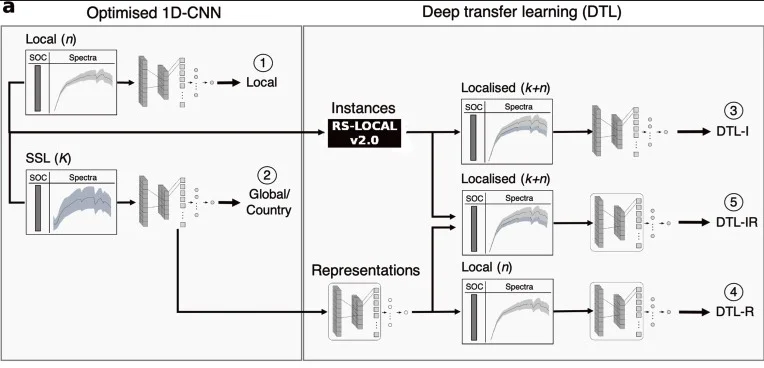 a
Optimised 1D-CNN
Deep transfer learning (DTL)
Local (n)
SOC Spectra
1
Local
SSL (K)
SOC Spectra
2
Global/
Country
Instances
RS-LOCAL
v2.0
Representations
Localised (k+n)
SOC Spectra
3
DTL-I
Localised (k+n)
SOC Spectra
5
DTL-IR
Local (n)
SOC Spectra
4
DTL-R